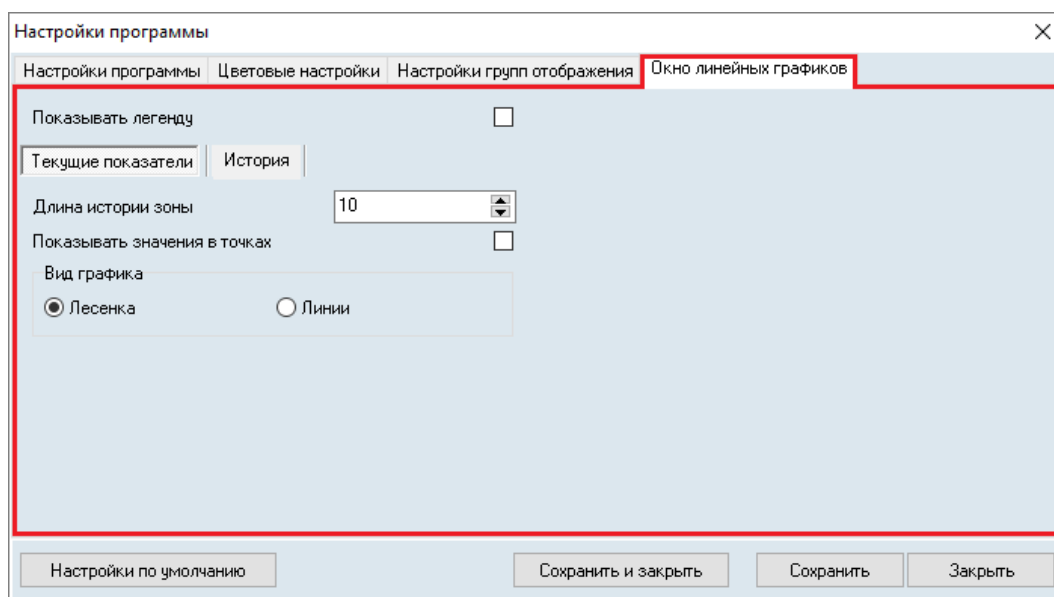 Настройки программы
Настройки программы Цветовые настройки Настройки групп отображения Окно линейных графиков
Показывать легенду
Текущие показатели История
Длина истории зоны 10
Показывать значения в точках
Вид графика
Лесенка Линии
Настройки по умолчанию Сохранить и закрыть Сохранить Закрыть